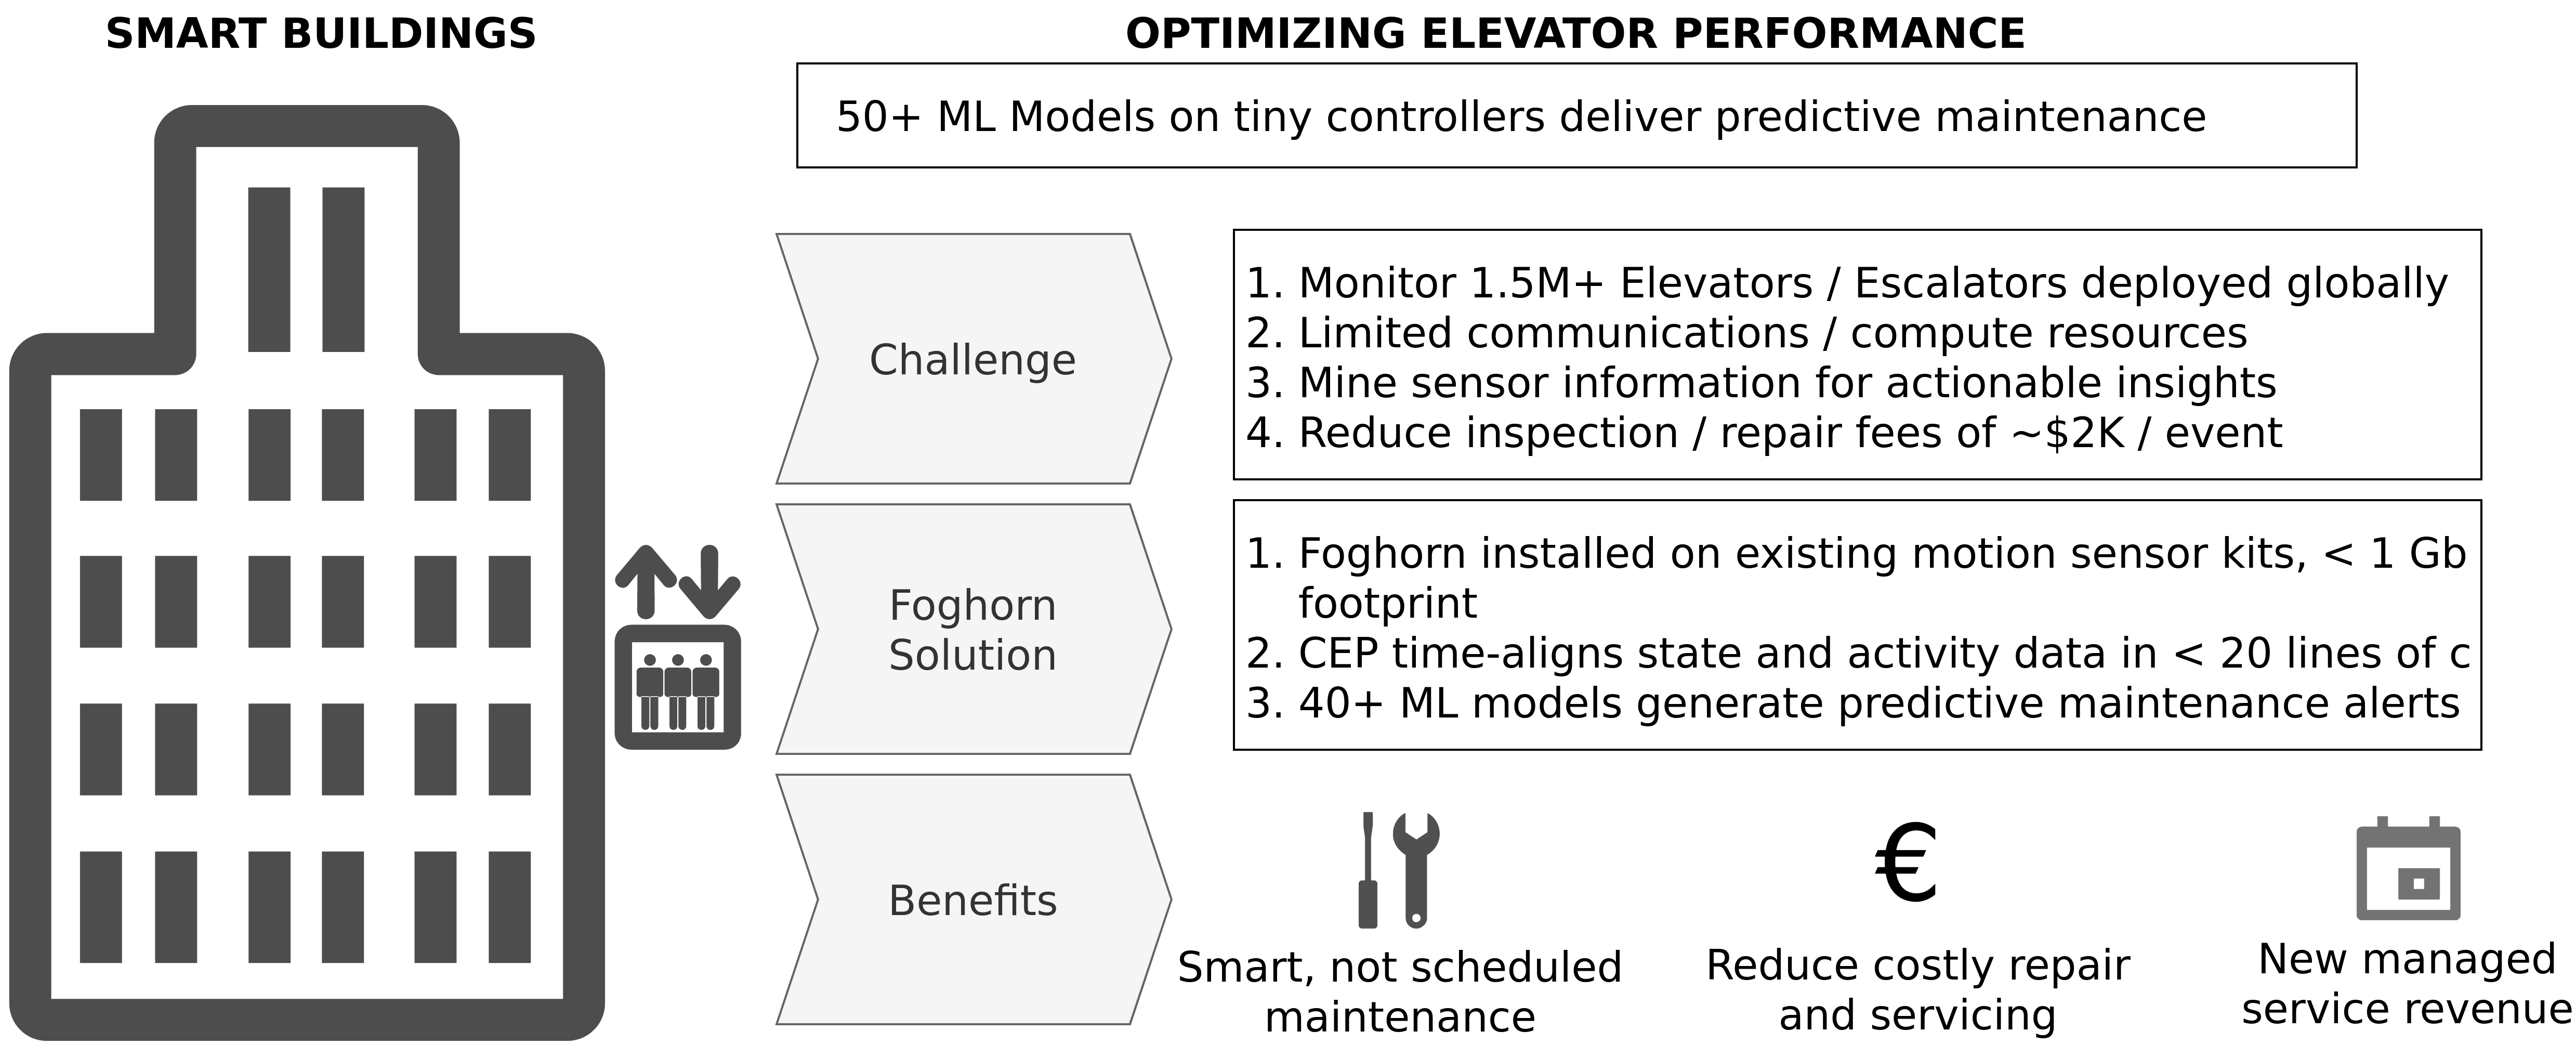 SMART BUILDINGS
OPTIMIZING ELEVATOR PERFORMANCE
50+ ML Models on tiny controllers deliver predictive maintenance
Challenge
1. Monitor 1.5M+ Elevators / Escalators deployed globally
2. Limited communications / compute resources
3. Mine sensor information for actionable insights
4. Reduce inspection / repair fees of ~$2K / event
Foghorn
Solution
1. Foghorn installed on existing motion sensor kits, < 1 Gb
footprint
2. CEP time-aligns state and activity data in < 20 lines of c
3. 40+ ML models generate predictive maintenance alerts
Benefits
€
Smart, not scheduled
maintenance
Reduce costly repair
and servicing
New managed
service revenue